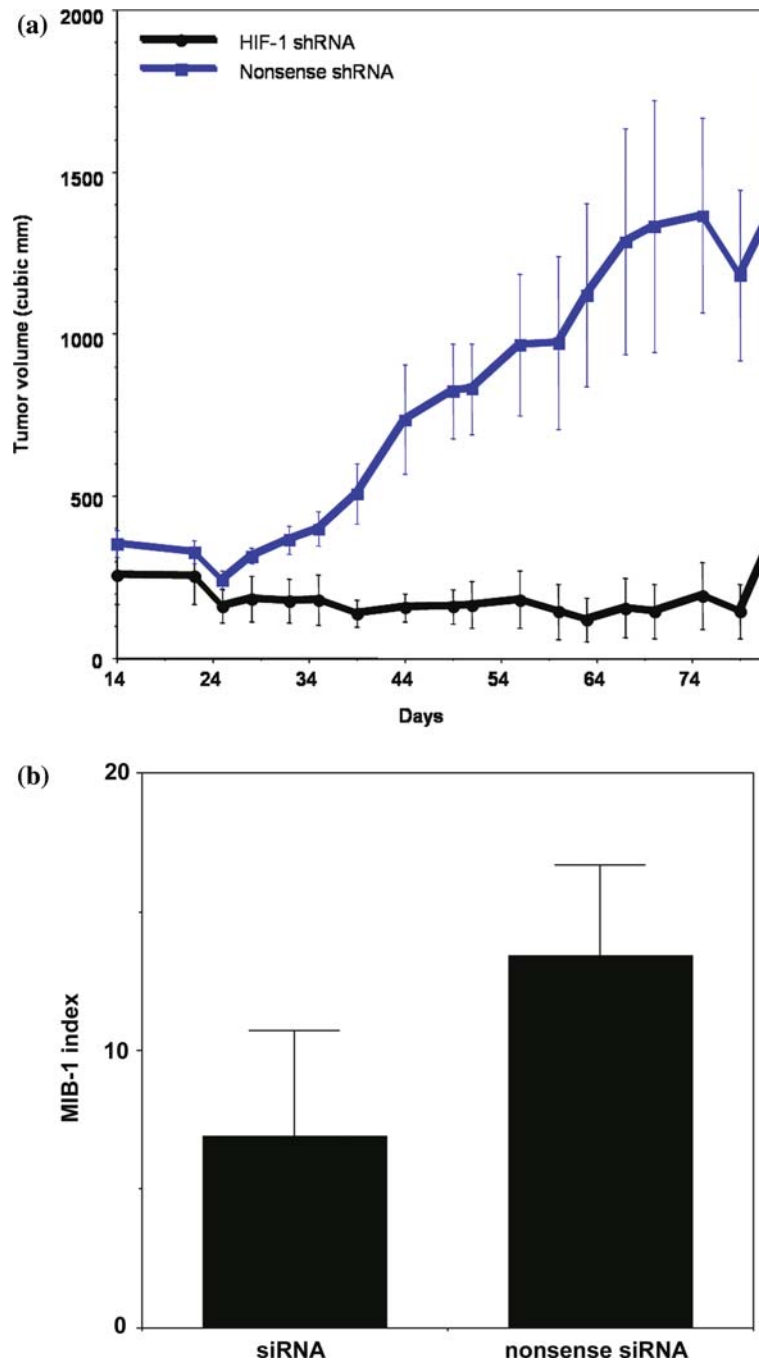 (a)
2000
1500
1000
500
0
Tumor volume (cubic mm)
HIF-1 shRNA
Nonsense shRNA
14 24 34 44 54 64 74
Days
(b)
20
10
0
MIB-1 index
siRNA nonsense siRNA